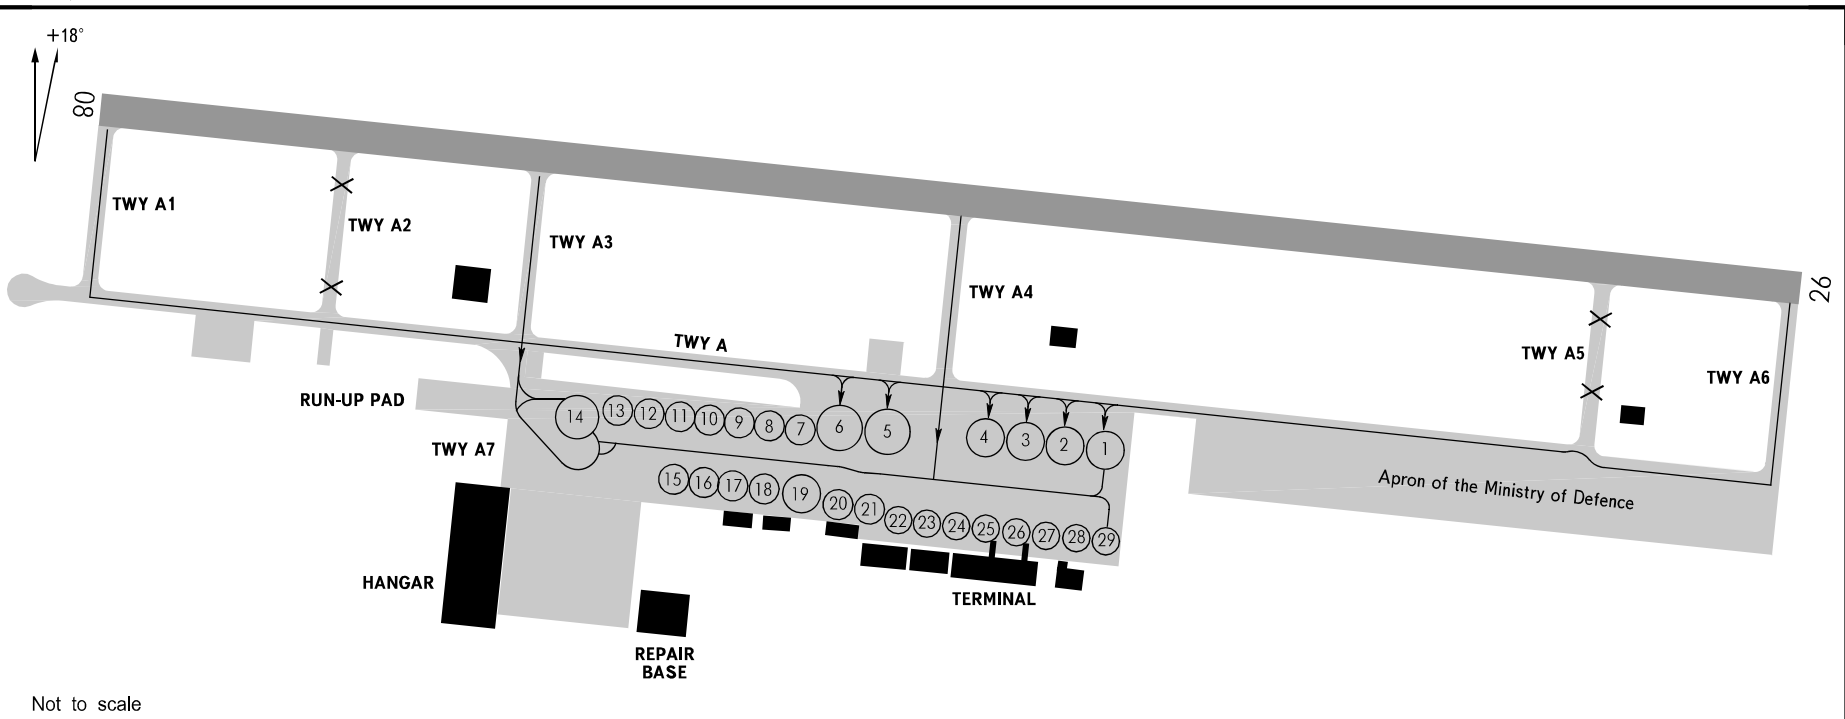 +18°
08
26
TWY A1
TWY A2
TWY A3
TWY A4
TWY A
TWY A5
TWY A6
RUN-UP PAD
TWY A7
14
13
12
11
10
9
8
7
6
5
4
3
2
1
15
16
17
18
19
20
21
22
23
24
25
26
27
28
29
Apron of the Ministry of Defence
HANGAR
TERMINAL
REPAIR
BASE
Not to scale